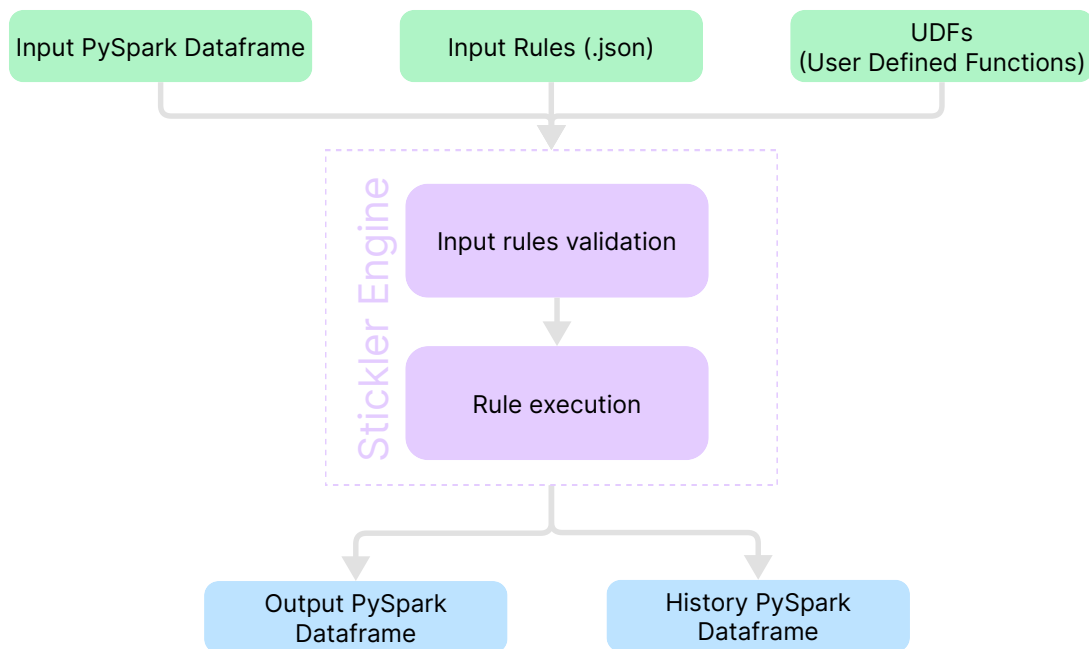 Input PySpark Dataframe
Input Rules (.json)
UDFs
(User Defined Functions)
Stickler Engine
Input rules validation
Rule execution
Output PySpark
Dataframe
History PySpark
Dataframe